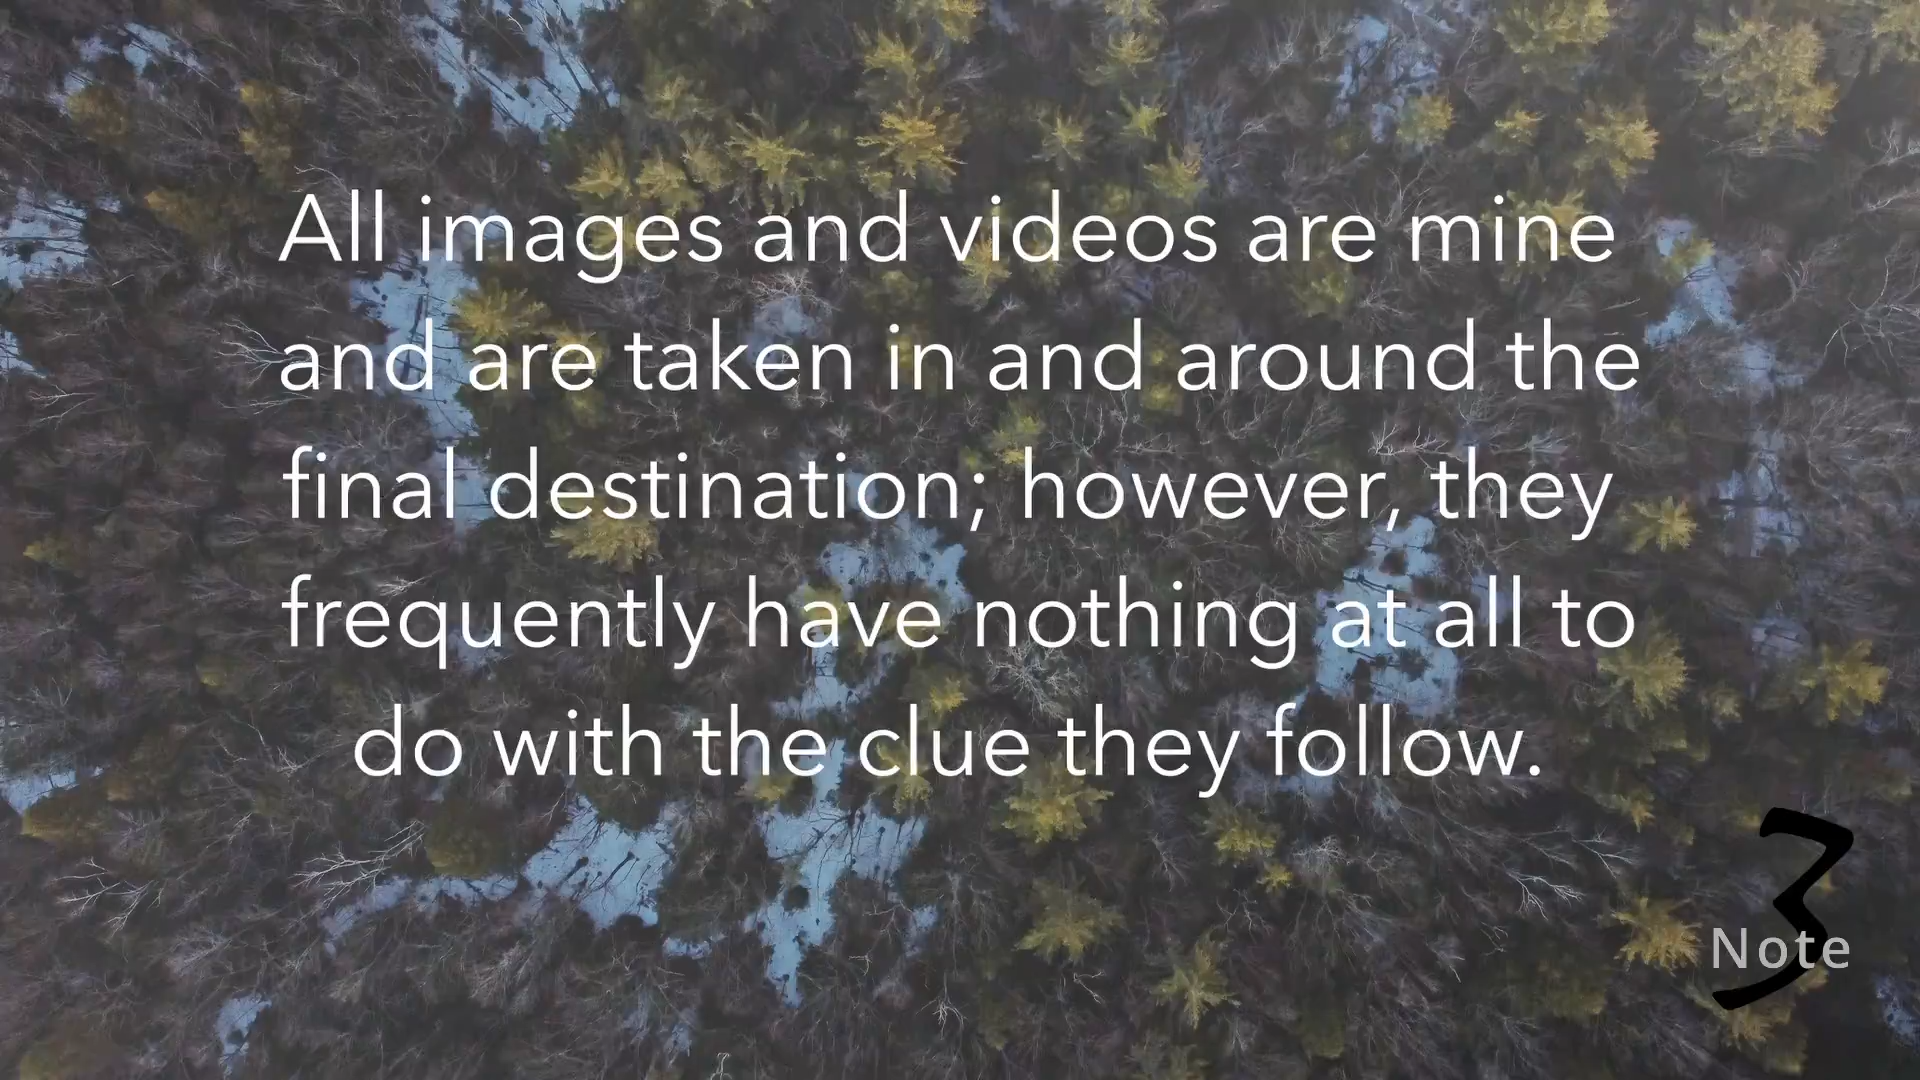 All images and videos are mine
and are taken in and around the
final destination; however, they
frequently have nothing at all to
do with the clue they follow.
3
Note